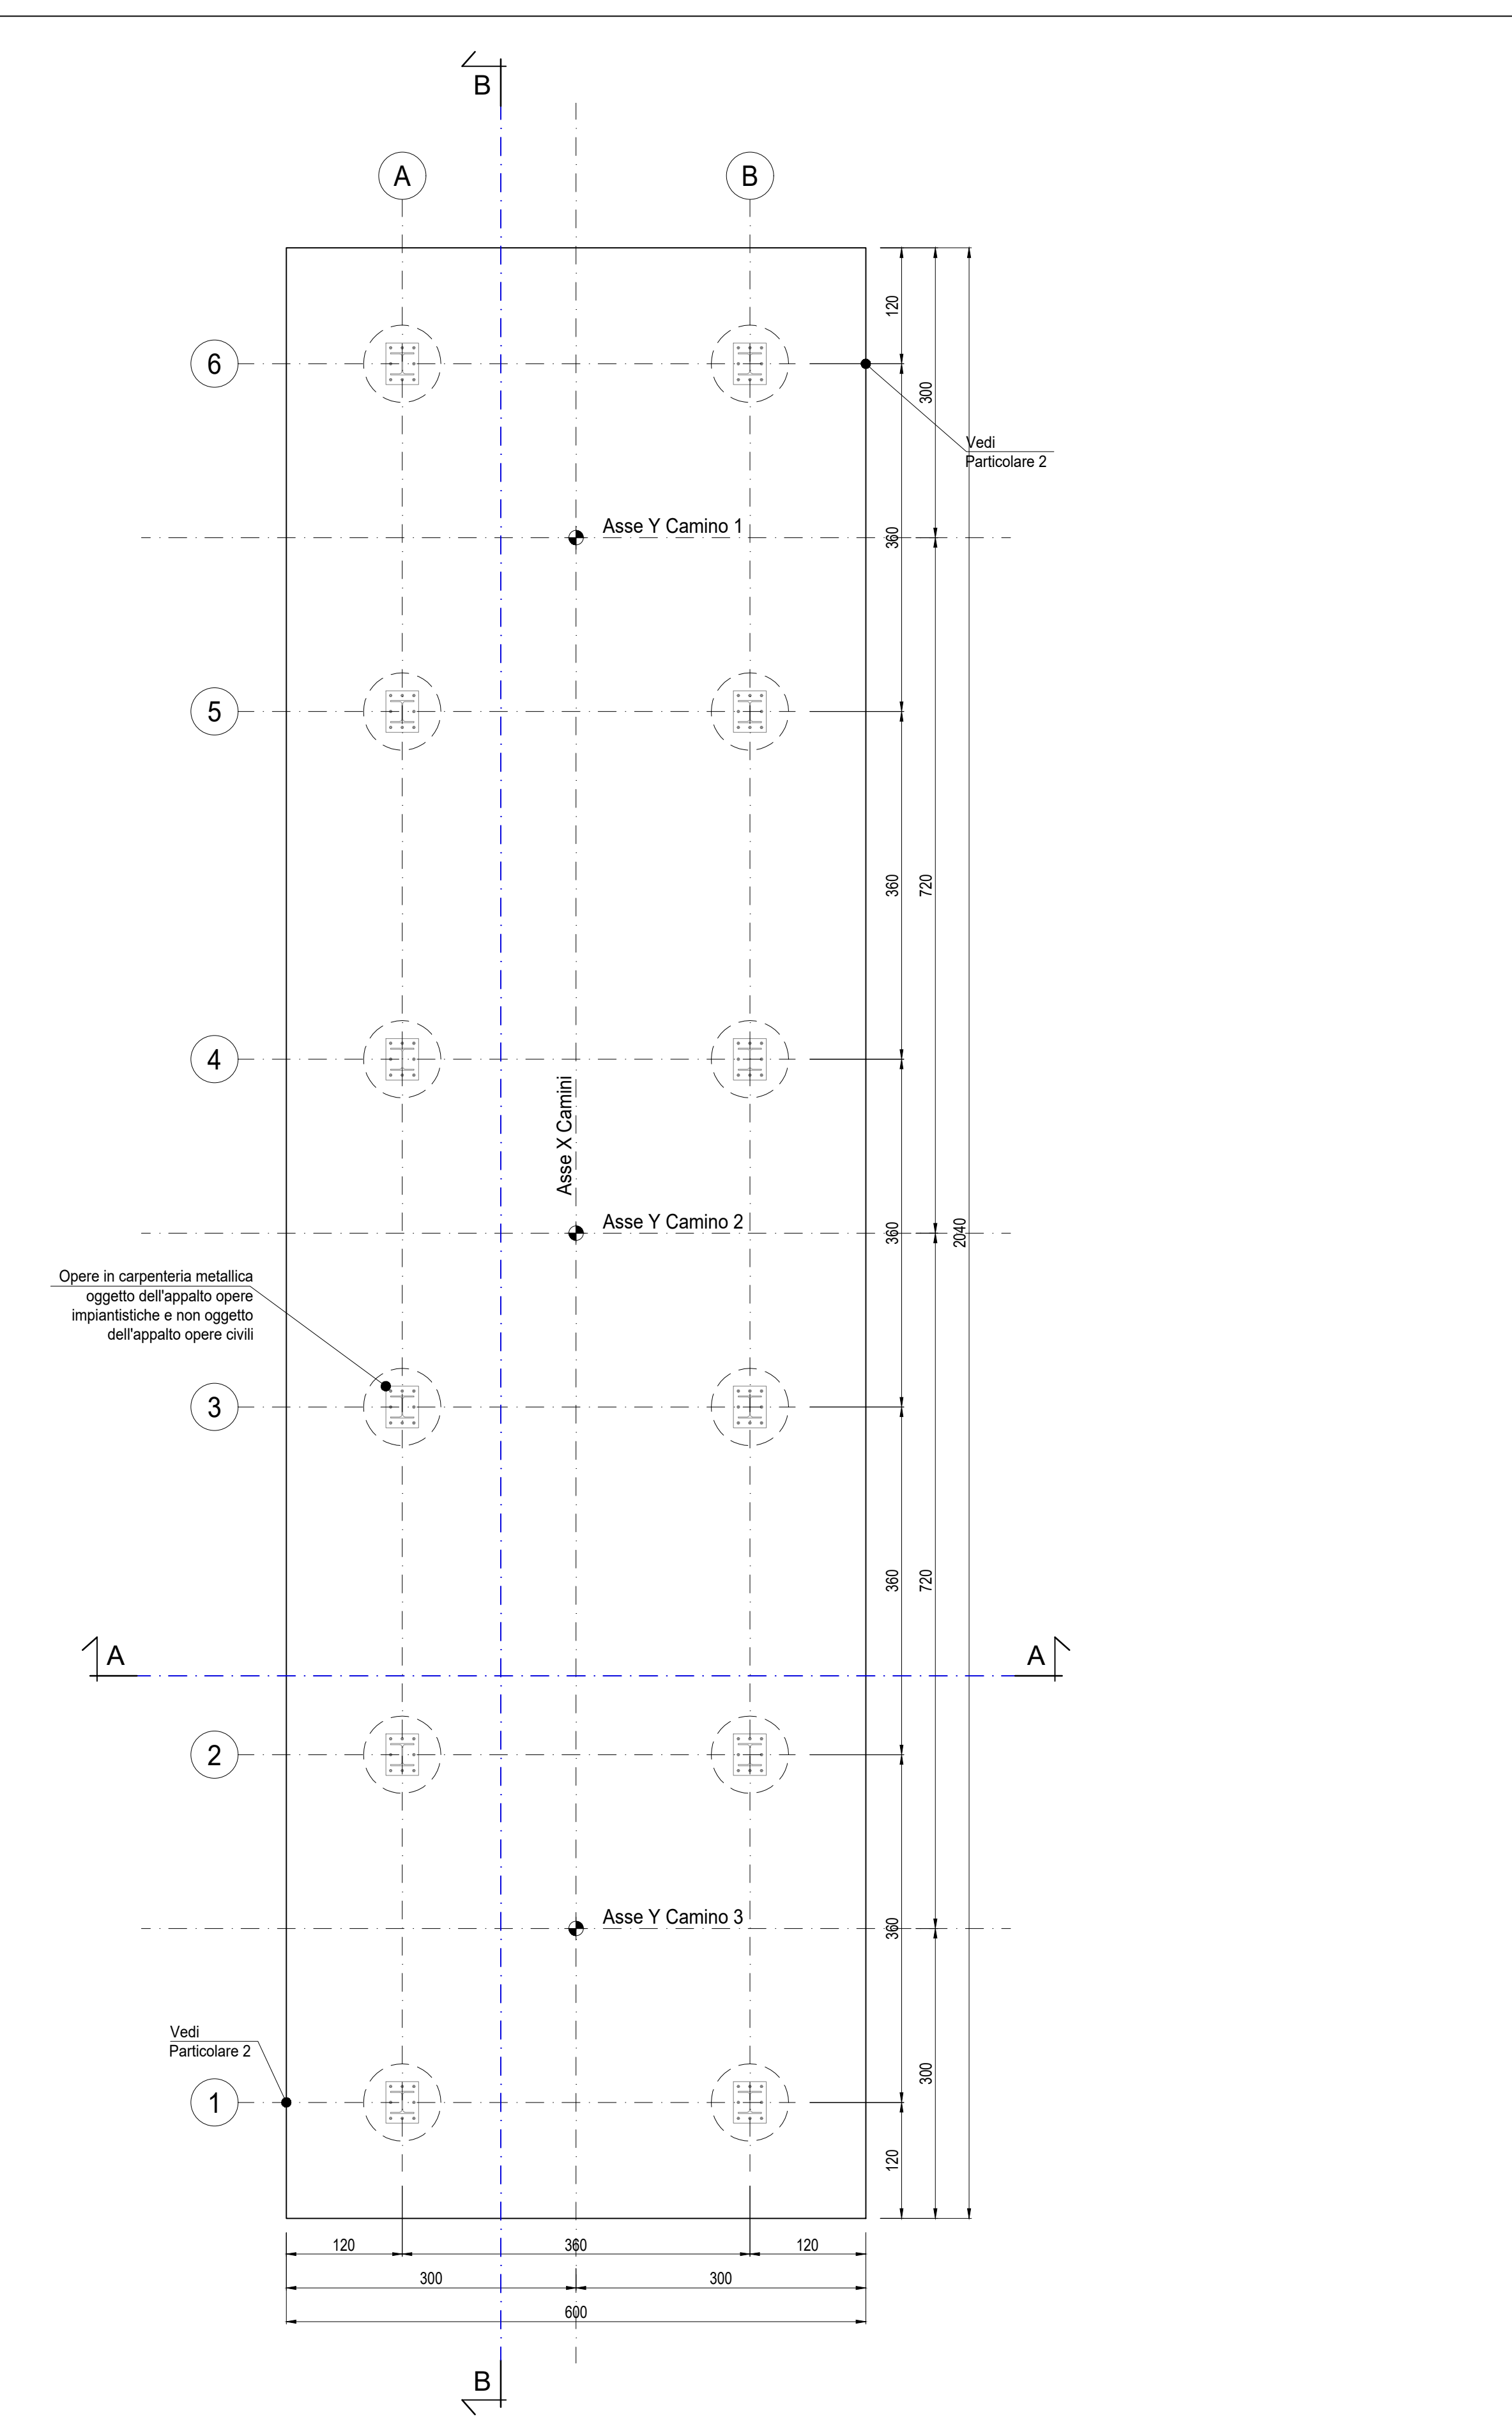 B
A
B
6
120
300
Vedi
Particolare 2
Asse Y Camino 1
360
5
360
720
4
Asse X Camini
Asse Y Camino 2
360
2040
Opere in carpenteria metallica
oggetto dell'appalto opere
impiantistiche e non oggetto
dell'appalto opere civili
3
360
720
A
A
2
Asse Y Camino 3
360
Vedi
Particolare 2
1
300
120
120
360
120
300
300
600
B